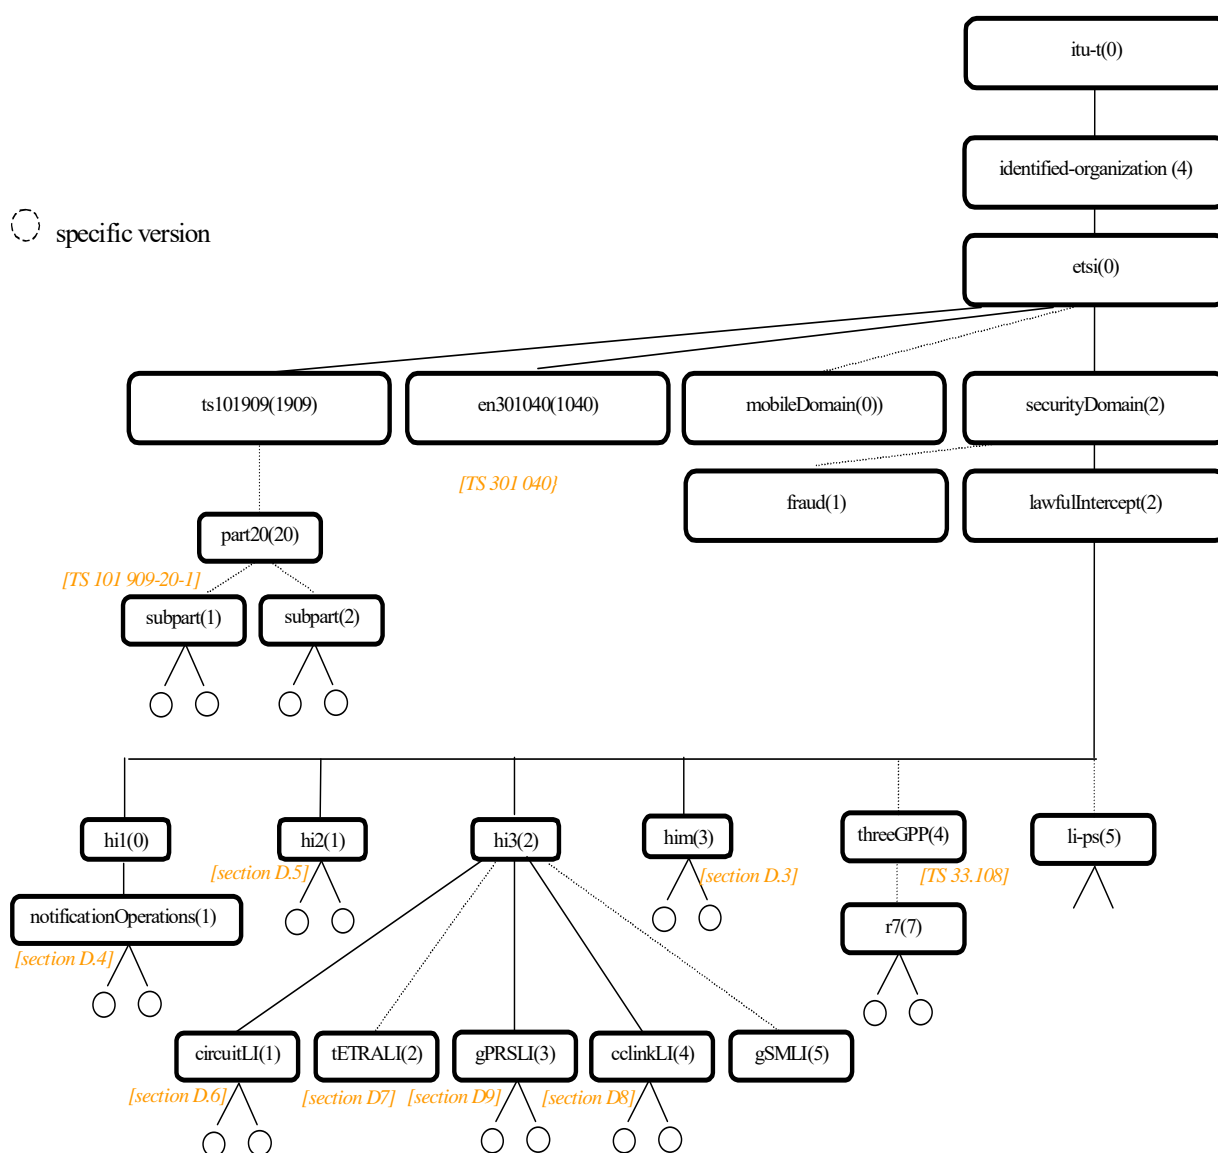 itu-t(0)
identified-organization (4)
specific version
etsi(0)
ts101909(1909)
en301040(1040)
mobileDomain(0))
securityDomain(2)
[TS 301 040}
fraud(1)
lawfulIntercept(2)
part20(20)
[TS 101 909-20-1]
subpart(1)
subpart(2)
hi1(0)
hi2(1)
hi3(2)
him(3)
threeGPP(4)
li-ps(5)
[section D.5]
[section D.3]
[TS 33.108]
notificationOperations(1)
r7(7)
[section D.4]
circuitLI(1)
tETRALI(2)
gPRSLI(3)
cclinkLI(4)
gSMLI(5)
[section D.6]
[section D7]
[section D9]
[section D8]